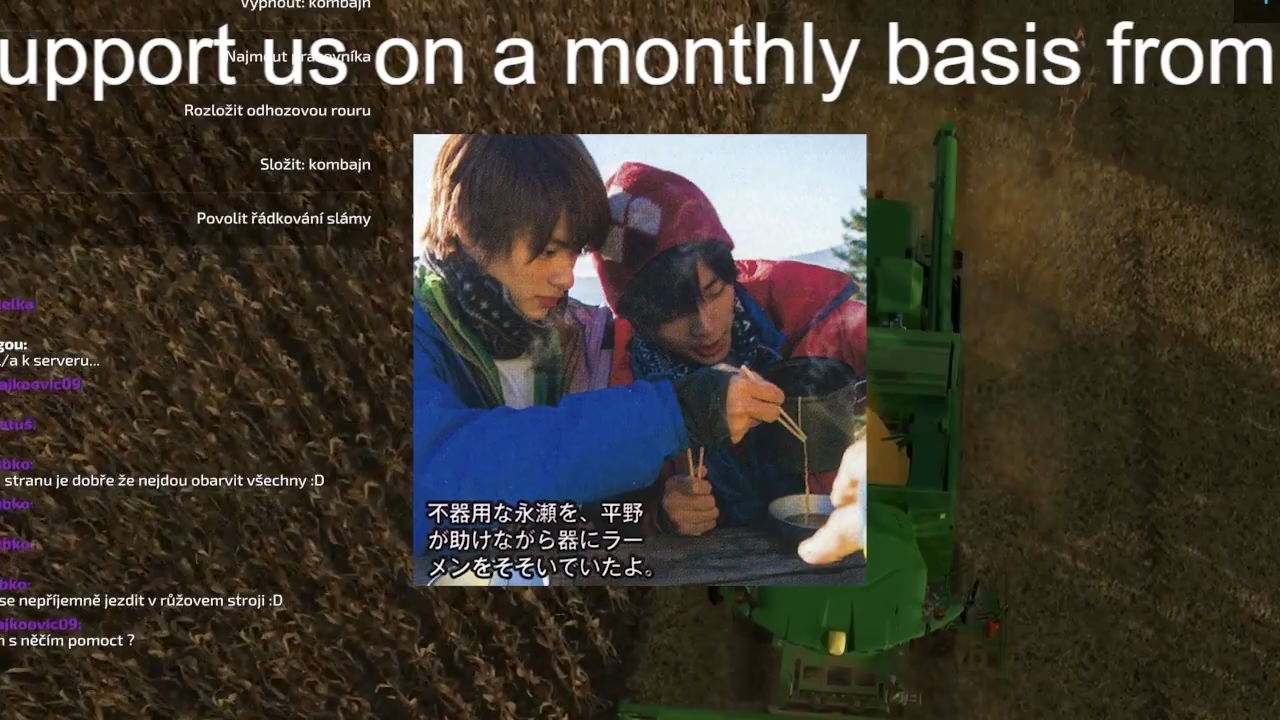 Vypnout: kombajn
upport us on a monthly basis from
Najmout pracovníka
Rozložit odhozovou rouru
Složit: kombajn
Povolit řádkování slámy
/a k serveru...
ajkoovic09
stranu je dobře že nejdou obarvit všechny :D
se nepříjemně jezdit v růžovem stroji :D
ajkoovic09:
s něčím pomoct ?
不器用な永瀬を、平野
が助けながら器にラー
メンをそそいでいたよ。